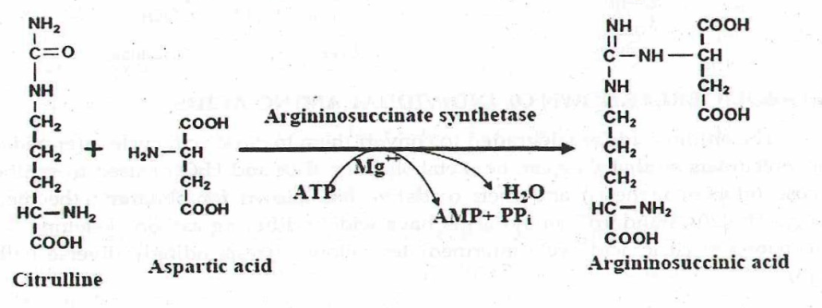 NH₂
C=O
NH
CH₂
CH₂
CH₂
HC—NH₂
COOH
Citrulline
+
COOH
H₂N—CH
CH₂
COOH
Aspartic acid
Argininosuccinate synthetase
Mg⁺⁺
ATP
H₂O
AMP+ PPi
NH
COOH
C — NH — CH
NH
CH₂
CH₂
COOH
CH₂
CH₂
HC—NH₂
COOH
Argininosuccinic acid